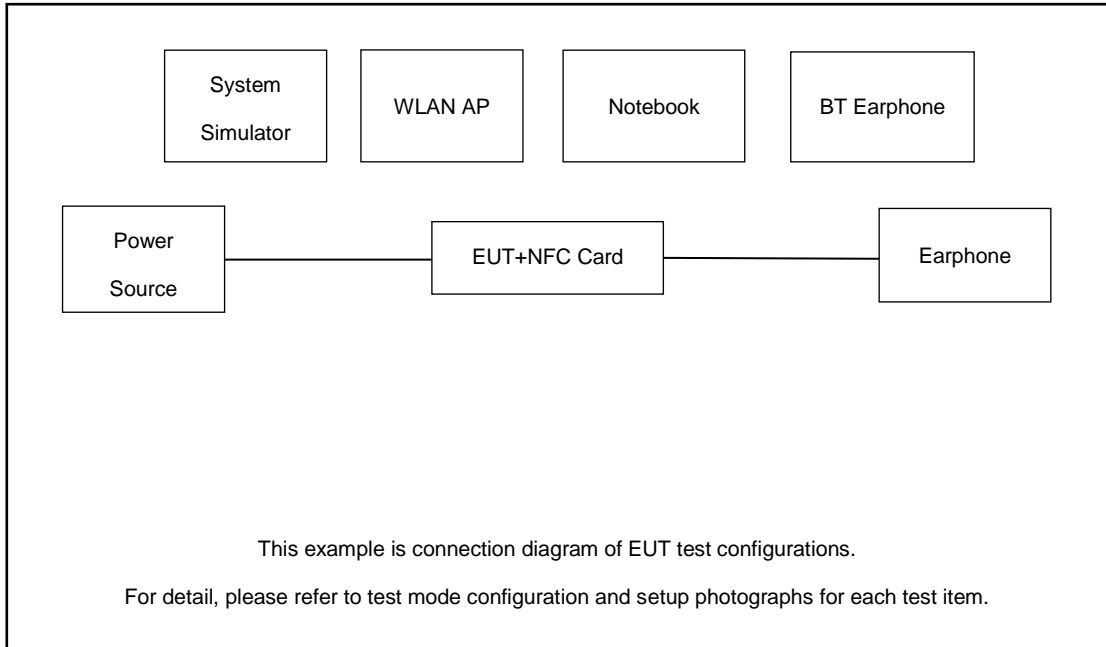 System
Simulator
WLAN AP
Notebook
BT Earphone
Power
Source
EUT+NFC Card
Earphone
This example is connection diagram of EUT test configurations.
For detail, please refer to test mode configuration and setup photographs for each test item.